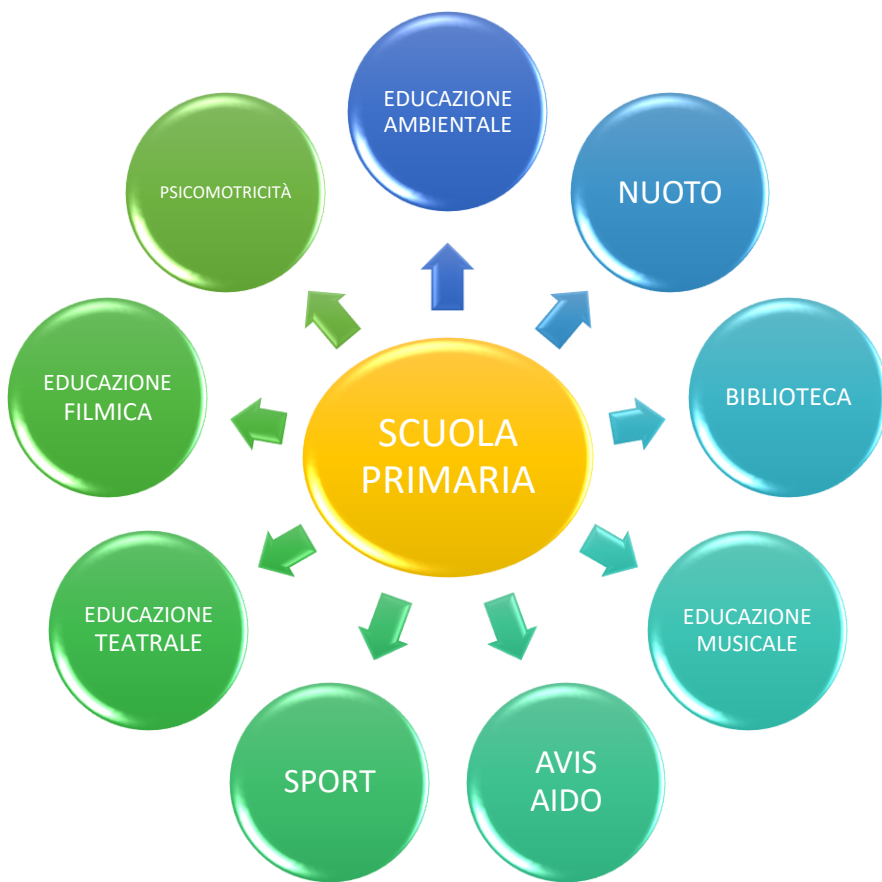 EDUCAZIONE
AMBIENTALE
NUOTO
BIBLIOTECA
EDUCAZIONE
MUSICALE
AVIS
AIDO
SPORT
EDUCAZIONE
TEATRALE
EDUCAZIONE
FILMICA
PSICOMOTRICITÀ
SCUOLA
PRIMARIA